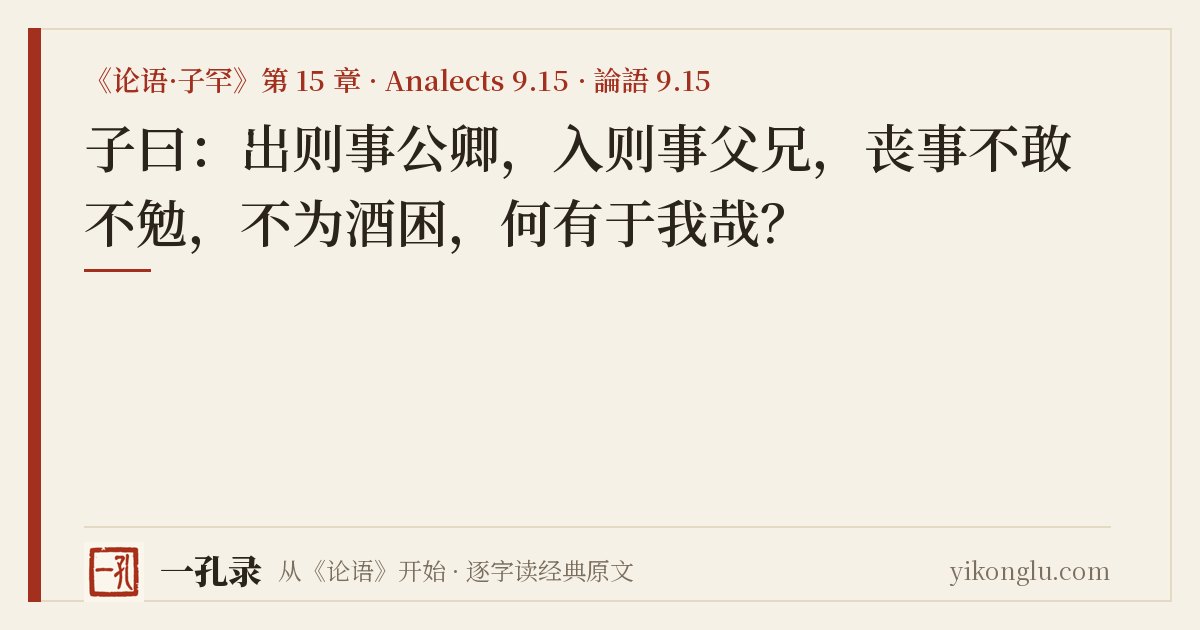 《论语·子罕》第 15 章 · Analects 9.15 · 論語 9.15
子曰：出则事公卿，入则事父兄，丧事不敢
不勉，不为酒困，何有于我哉？
一孔 一孔录 从《论语》开始 · 逐字读经典原文 yikonglu.com